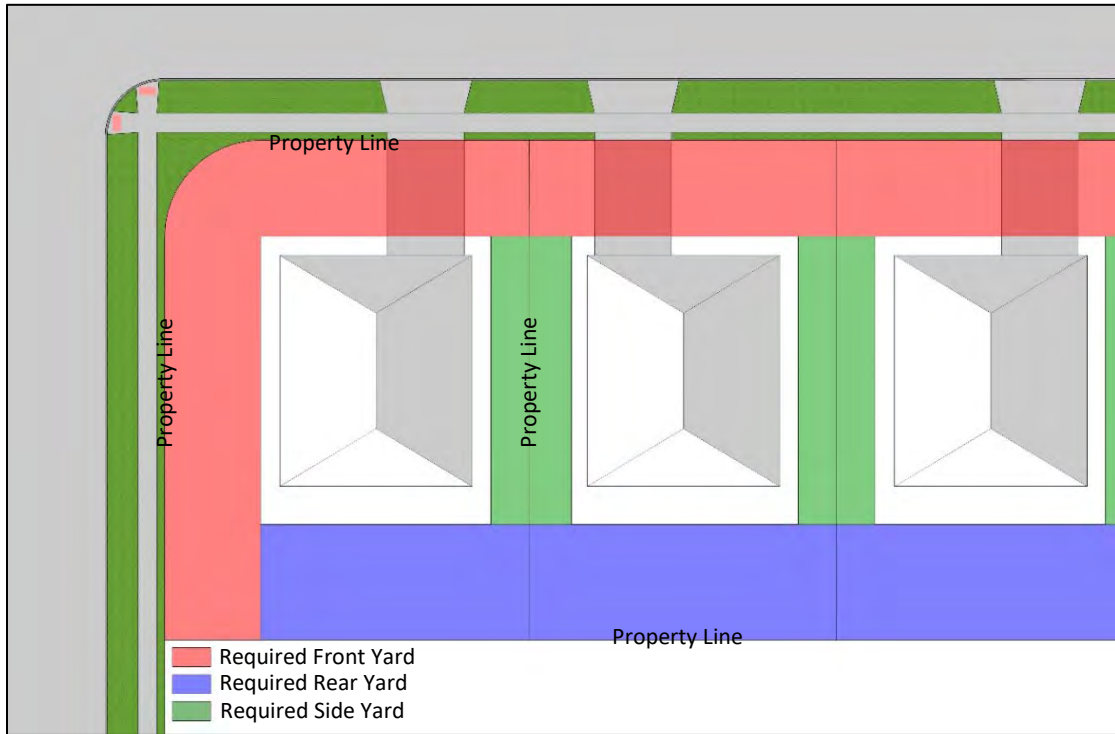 Property Line
Property Line
Property Line
Property Line
Required Front Yard
Required Rear Yard
Required Side Yard